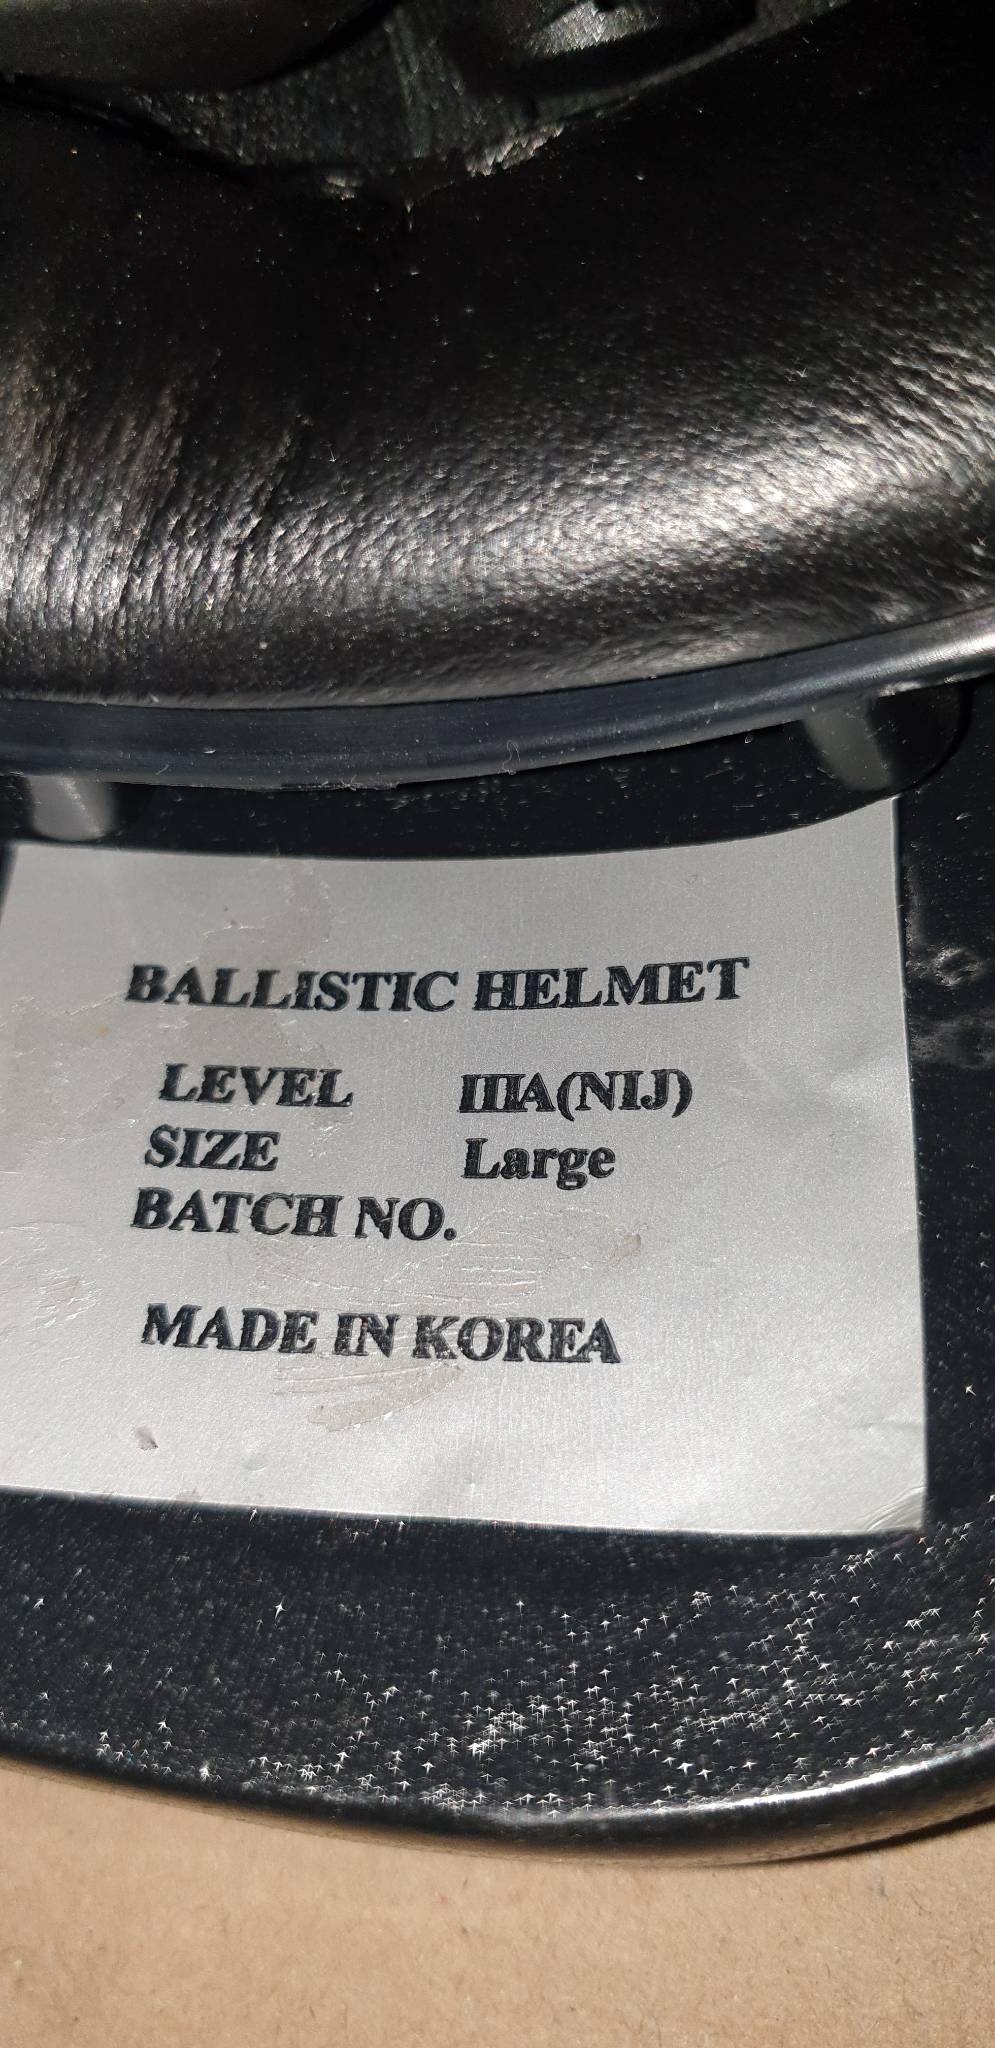 BALLISTIC HELMET
LEVEL IIIA(NIJ)
SIZE Large
BATCH NO.
MADE IN KOREA